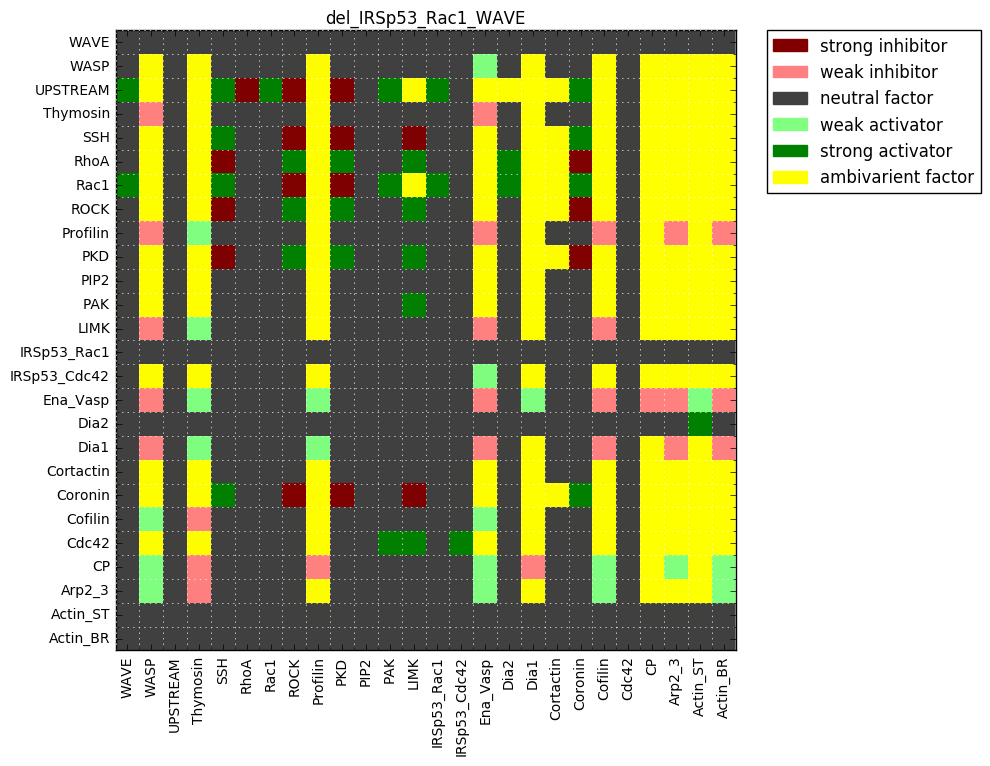 del_IRSp53_Rac1_WAVE
WAVE
WASP
UPSTREAM
Thymosin
SSH
RhoA
Rac1
ROCK
Profilin
PKD
PIP2
PAK
LIMK
IRSp53_Rac1
IRSp53_Cdc42
Ena_Vasp
Dia2
Dia1
Cortactin
Coronin
Cofilin
Cdc42
CP
Arp2_3
Actin_ST
Actin_BR
WAVE
WASP
UPSTREAM
Thymosin
SSH
RhoA
Rac1
ROCK
Profilin
PKD
PIP2
PAK
LIMK
IRSp53_Rac1
IRSp53_Cdc42
Ena_Vasp
Dia2
Dia1
Cortactin
Coronin
Cofilin
Cdc42
CP
Arp2_3
Actin_ST
Actin_BR
strong inhibitor
weak inhibitor
neutral factor
weak activator
strong activator
ambivarient factor